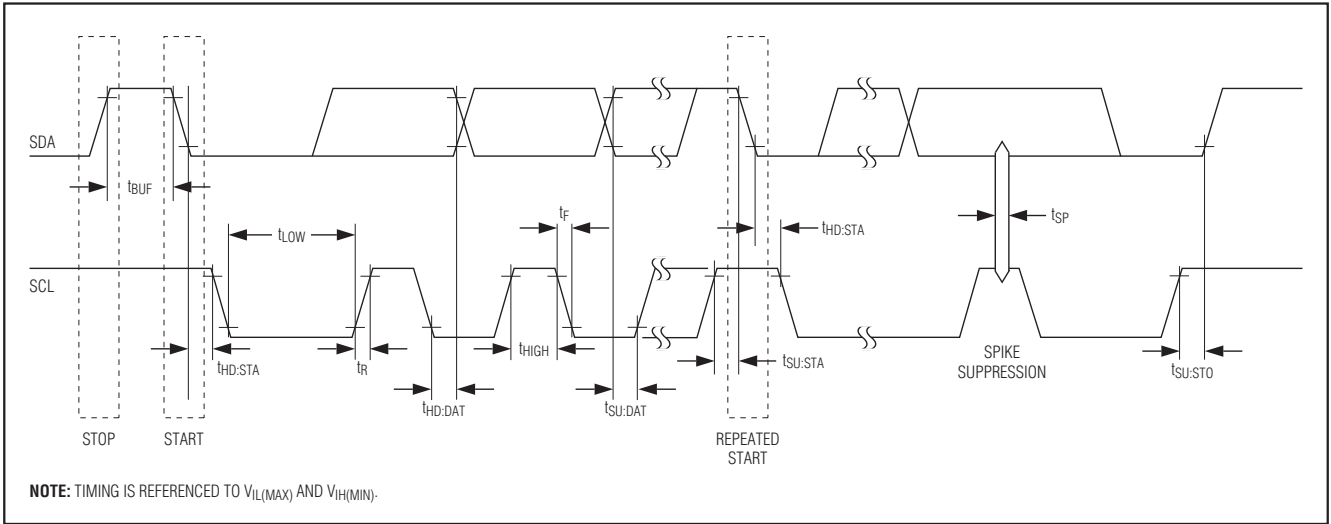 SDA
tBUF
tLOW
tF
tHD:STA
tSP
SCL
tHD:STA
tR
tHIGH
tHD:DAT
tSU:DAT
tSU:STA
SPIKE
SUPPRESSION
tSU:STO
STOP
START
REPEATED
START
NOTE: TIMING IS REFERENCED TO VIL(MAX) AND VIH(MIN).